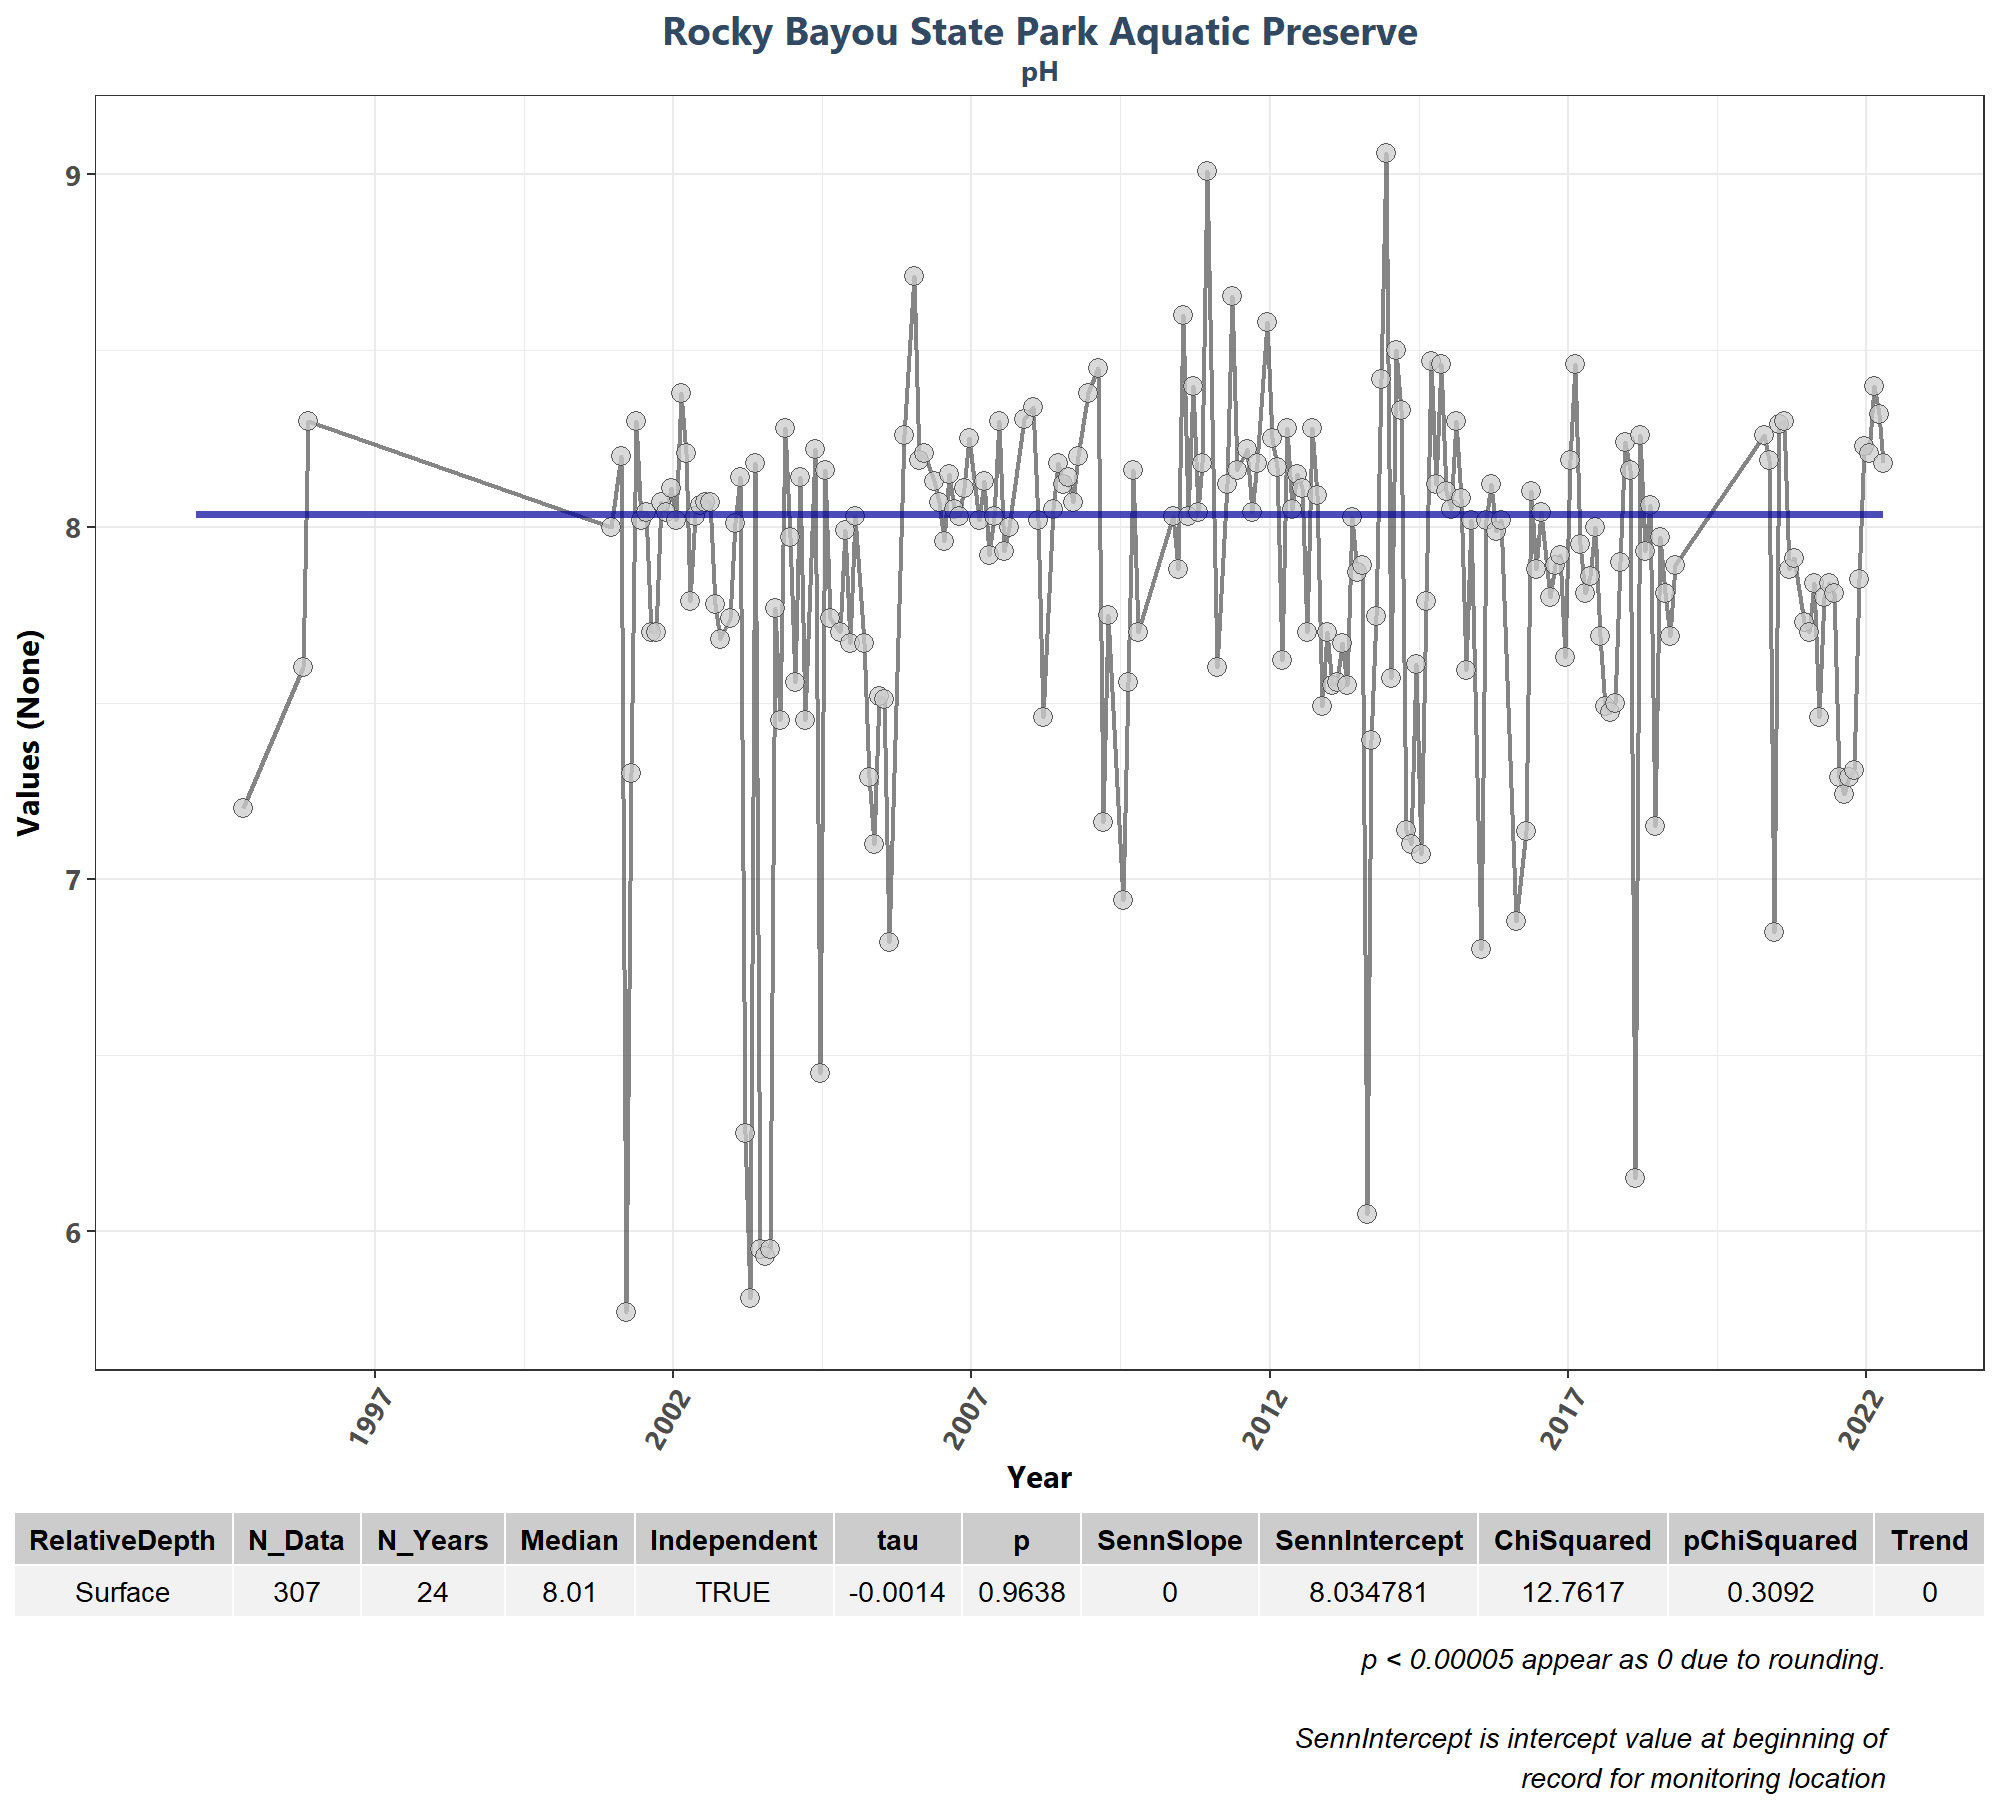 Rocky Bayou State Park Aquatic Preserve
pH
Values (None)
9
8
7
6
1997
2002
2007
2012
2017
2022
Year
RelativeDepth N_Data N_Years Median Independent tau p SennSlope SennIntercept ChiSquared pChiSquared Trend
Surface 307 24 8.01 TRUE -0.0014 0.9638 0 8.034781 12.7617 0.3092 0
p < 0.00005 appear as 0 due to rounding.
SennIntercept is intercept value at beginning of
record for monitoring location